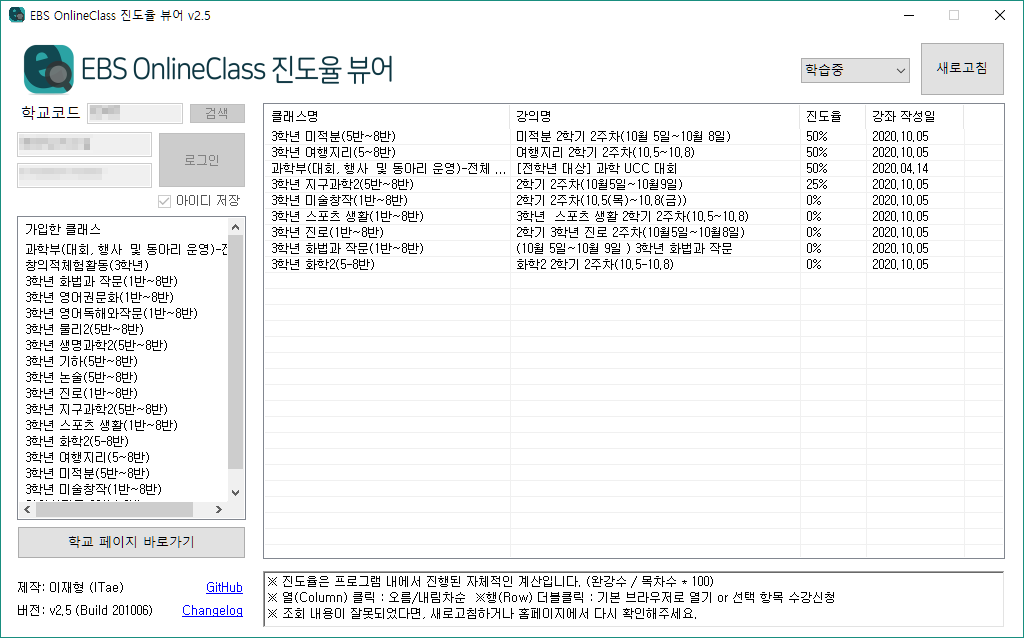 EBS OnlineClass 진도율 뷰어 v2.5
EBS OnlineClass 진도율 뷰어
학습중
새로고침
학교코드
검색
로그인
아이디 저장
가입한 클래스
과학부(대회, 행사 및 동아리 운영)-전
창의적체험활동(3학년)
3학년 화법과 작문(1반~8반)
3학년 영어권문화(1반~8반)
3학년 영어독해와작문(1반~8반)
3학년 물리2(5반~8반)
3학년 생명과학2(5반~8반)
3학년 기하(5반~8반)
3학년 논술(5반~8반)
3학년 진로(1반~8반)
3학년 지구과학2(5반~8반)
3학년 스포츠 생활(1반~8반)
3학년 화학2(5-8반)
3학년 여행지리(5~8반)
3학년 미적분(5반~8반)
3학년 미술창작(1반~8반)
학교 페이지 바로가기
제작: 이재형 (ITae) GitHub
버전: v2.5 (Build 201006) Changelog
클래스명 강의명 진도율 강좌 작성일
3학년 미적분(5반~8반) 미적분 2학기 2주차(10월 5일~10월 8일) 50% 2020.10.05
3학년 여행지리(5~8반) 여행지리 2학기 2주차(10.5~10.8) 50% 2020.10.05
과학부(대회, 행사 및 동아리 운영)-전체 ... [전학년 대상] 과학 UCC 대회 50% 2020.04.14
3학년 지구과학2(5반~8반) 2학기 2주차(10월5일~10월9일) 25% 2020.10.05
3학년 미술창작(1반~8반) 2학기 2주차(10.5(목)~10.8(금)) 0% 2020.10.05
3학년 스포츠 생활(1반~8반) 3학년  스포츠 생활 2학기 2주차(10.5~10.8) 0% 2020.10.05
3학년 진로(1반~8반) 2학기 3학년 진로 2주차(10월5일~10월8일) 0% 2020.10.05
3학년 화법과 작문(1반~8반) (10월 5일~10월 9일 ) 3학년 화법과 작문 0% 2020.10.05
3학년 화학2(5-8반) 화학2 2학기 2주차(10.5-10.8) 0% 2020.10.05
※ 진도율은 프로그램 내에서 진행된 자체적인 계산입니다. (완강수 / 목차수 * 100)
※ 열(Column) 클릭 : 오름/내림차순 ※행(Row) 더블클릭 : 기본 브라우저로 열기 or 선택 항목 수강신청
※ 조회 내용이 잘못되었다면, 새로고침하거나 홈페이지에서 다시 확인해주세요.